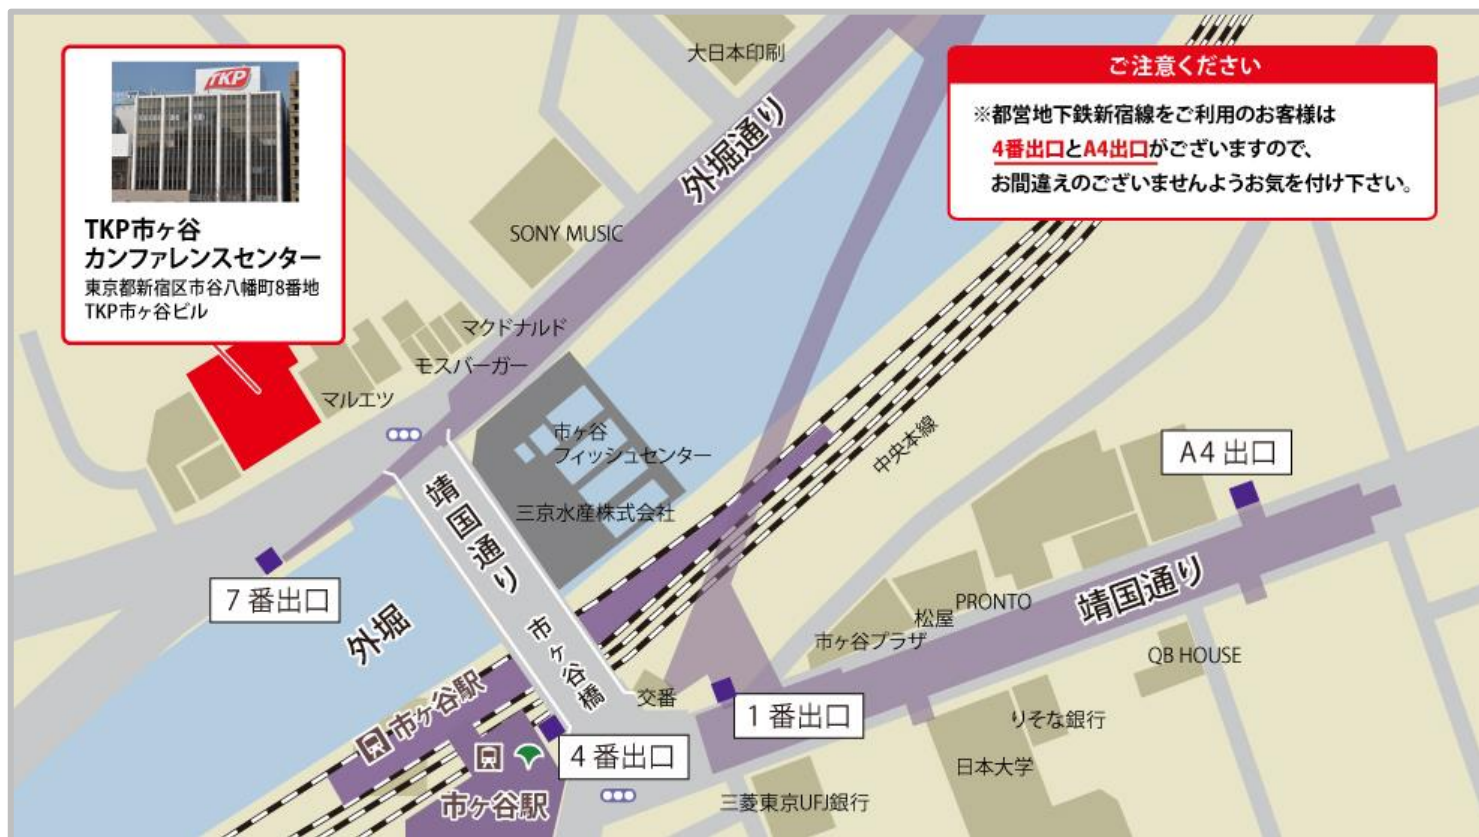 TKP
TKP市ヶ谷
カンファレンスセンター
東京都新宿区市谷八幡町8番地
TKP市ヶ谷ビル
大日本印刷
ご注意ください
※都営地下鉄新宿線をご利用のお客様は
4番出口とA4出口がございますので、
お間違えのございませんようお気を付け下さい。
外堀通り
SONY MUSIC
マクドナルド
モスバーガー
マルエツ
市ヶ谷
フィッシュセンター
三京水産株式会社
中央本線
A4 出口
靖国通り
7 番出口
外堀
市ヶ谷橋
PRONTO
松屋
市ヶ谷プラザ
靖国通り
QB HOUSE
交番
1 番出口
りそな銀行
日本大学
市ヶ谷駅
4 番出口
市ヶ谷駅
三菱東京UFJ銀行